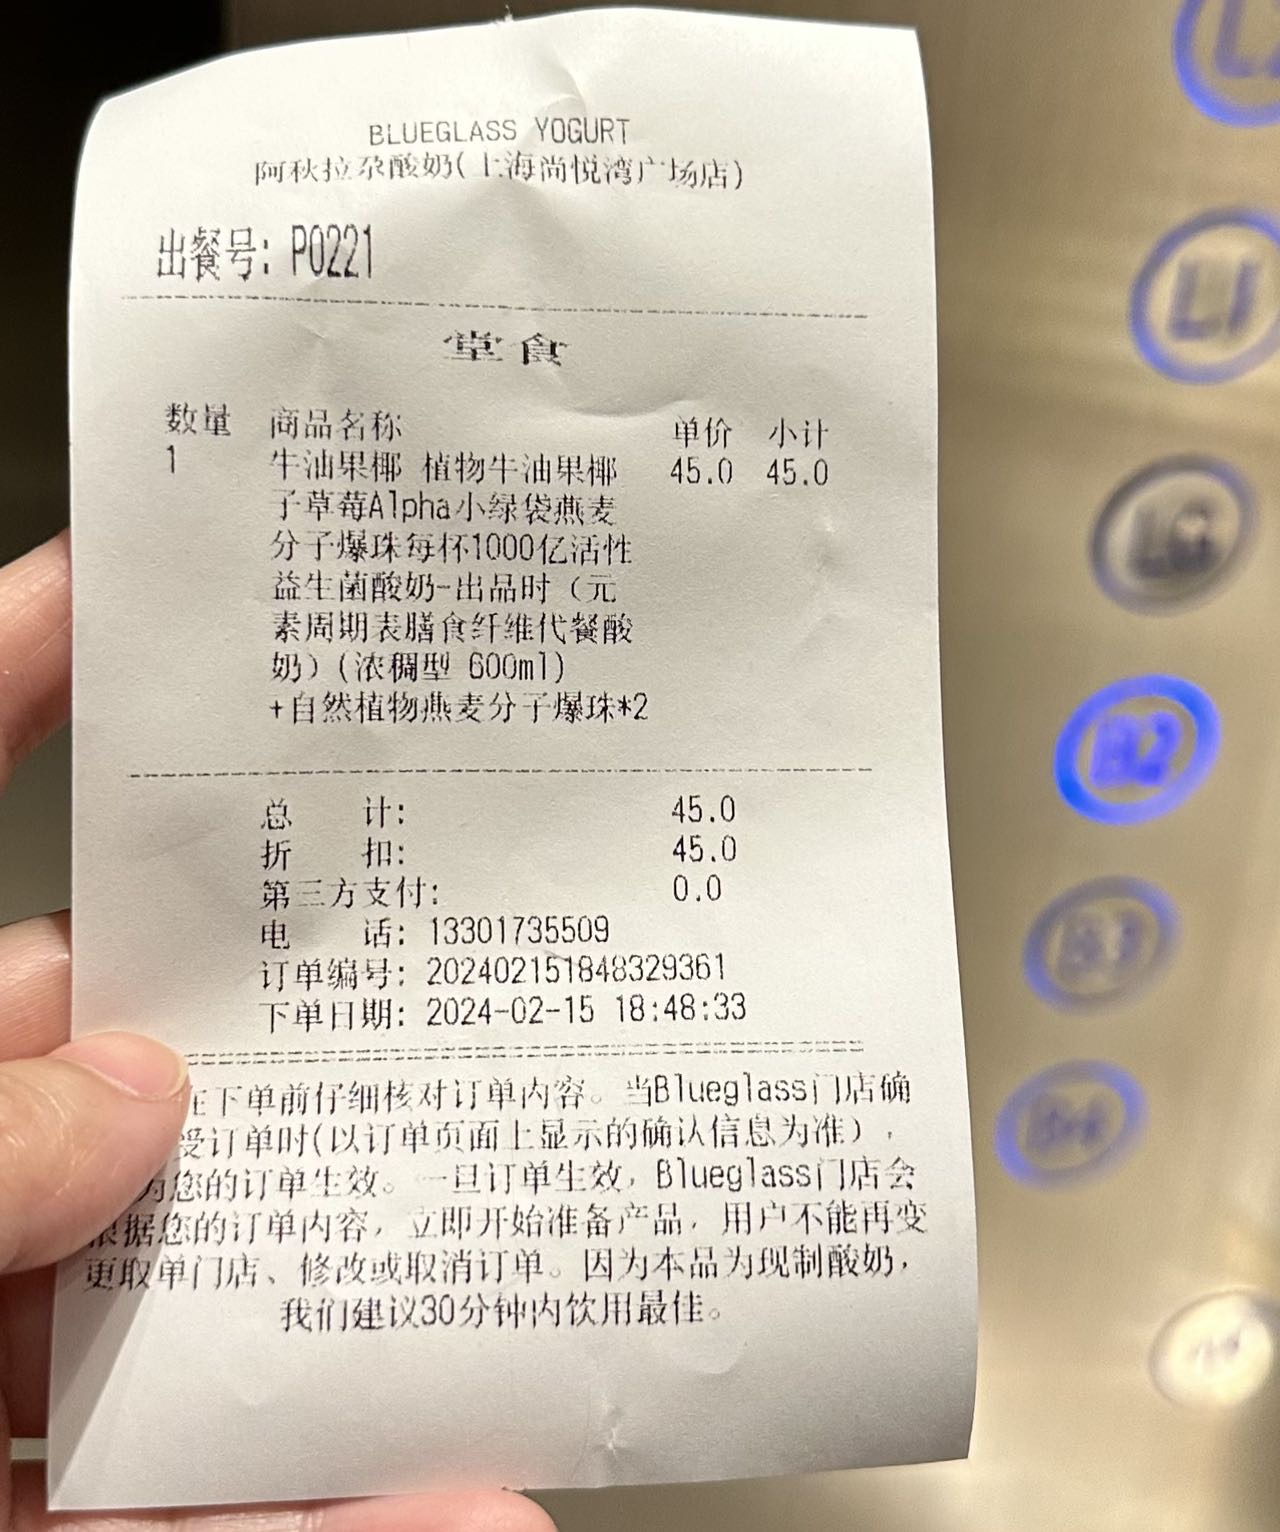 BLUEGLASS YOGURT
阿秋拉尕酸奶(上海尚悦湾广场店)
出餐号: P0221
堂食
数量 商品名称 单价 小计
1 牛油果椰 植物牛油果椰 45.0 45.0
子草莓Alpha小绿袋燕麦
分子爆珠每杯1000亿活性
益生菌酸奶-出品时（元
素周期表膳食纤维代餐酸
奶）(浓稠型 600ml)
+自然植物燕麦分子爆珠*2
总 计: 45.0
折 扣: 45.0
第三方支付: 0.0
电 话: 13301735509
订单编号: 202402151848329361
下单日期: 2024-02-15 18:48:33
在下单前仔细核对订单内容。当Blueglass门店确
受订单时(以订单页面上显示的确认信息为准)，
为您的订单生效。一旦订单生效，Blueglass门店会
根据您的订单内容，立即开始准备产品，用户不能再变
更取单门店、修改或取消订单。因为本品为现制酸奶，
我们建议30分钟内饮用最佳。
L1
LG
B2
B3
B4